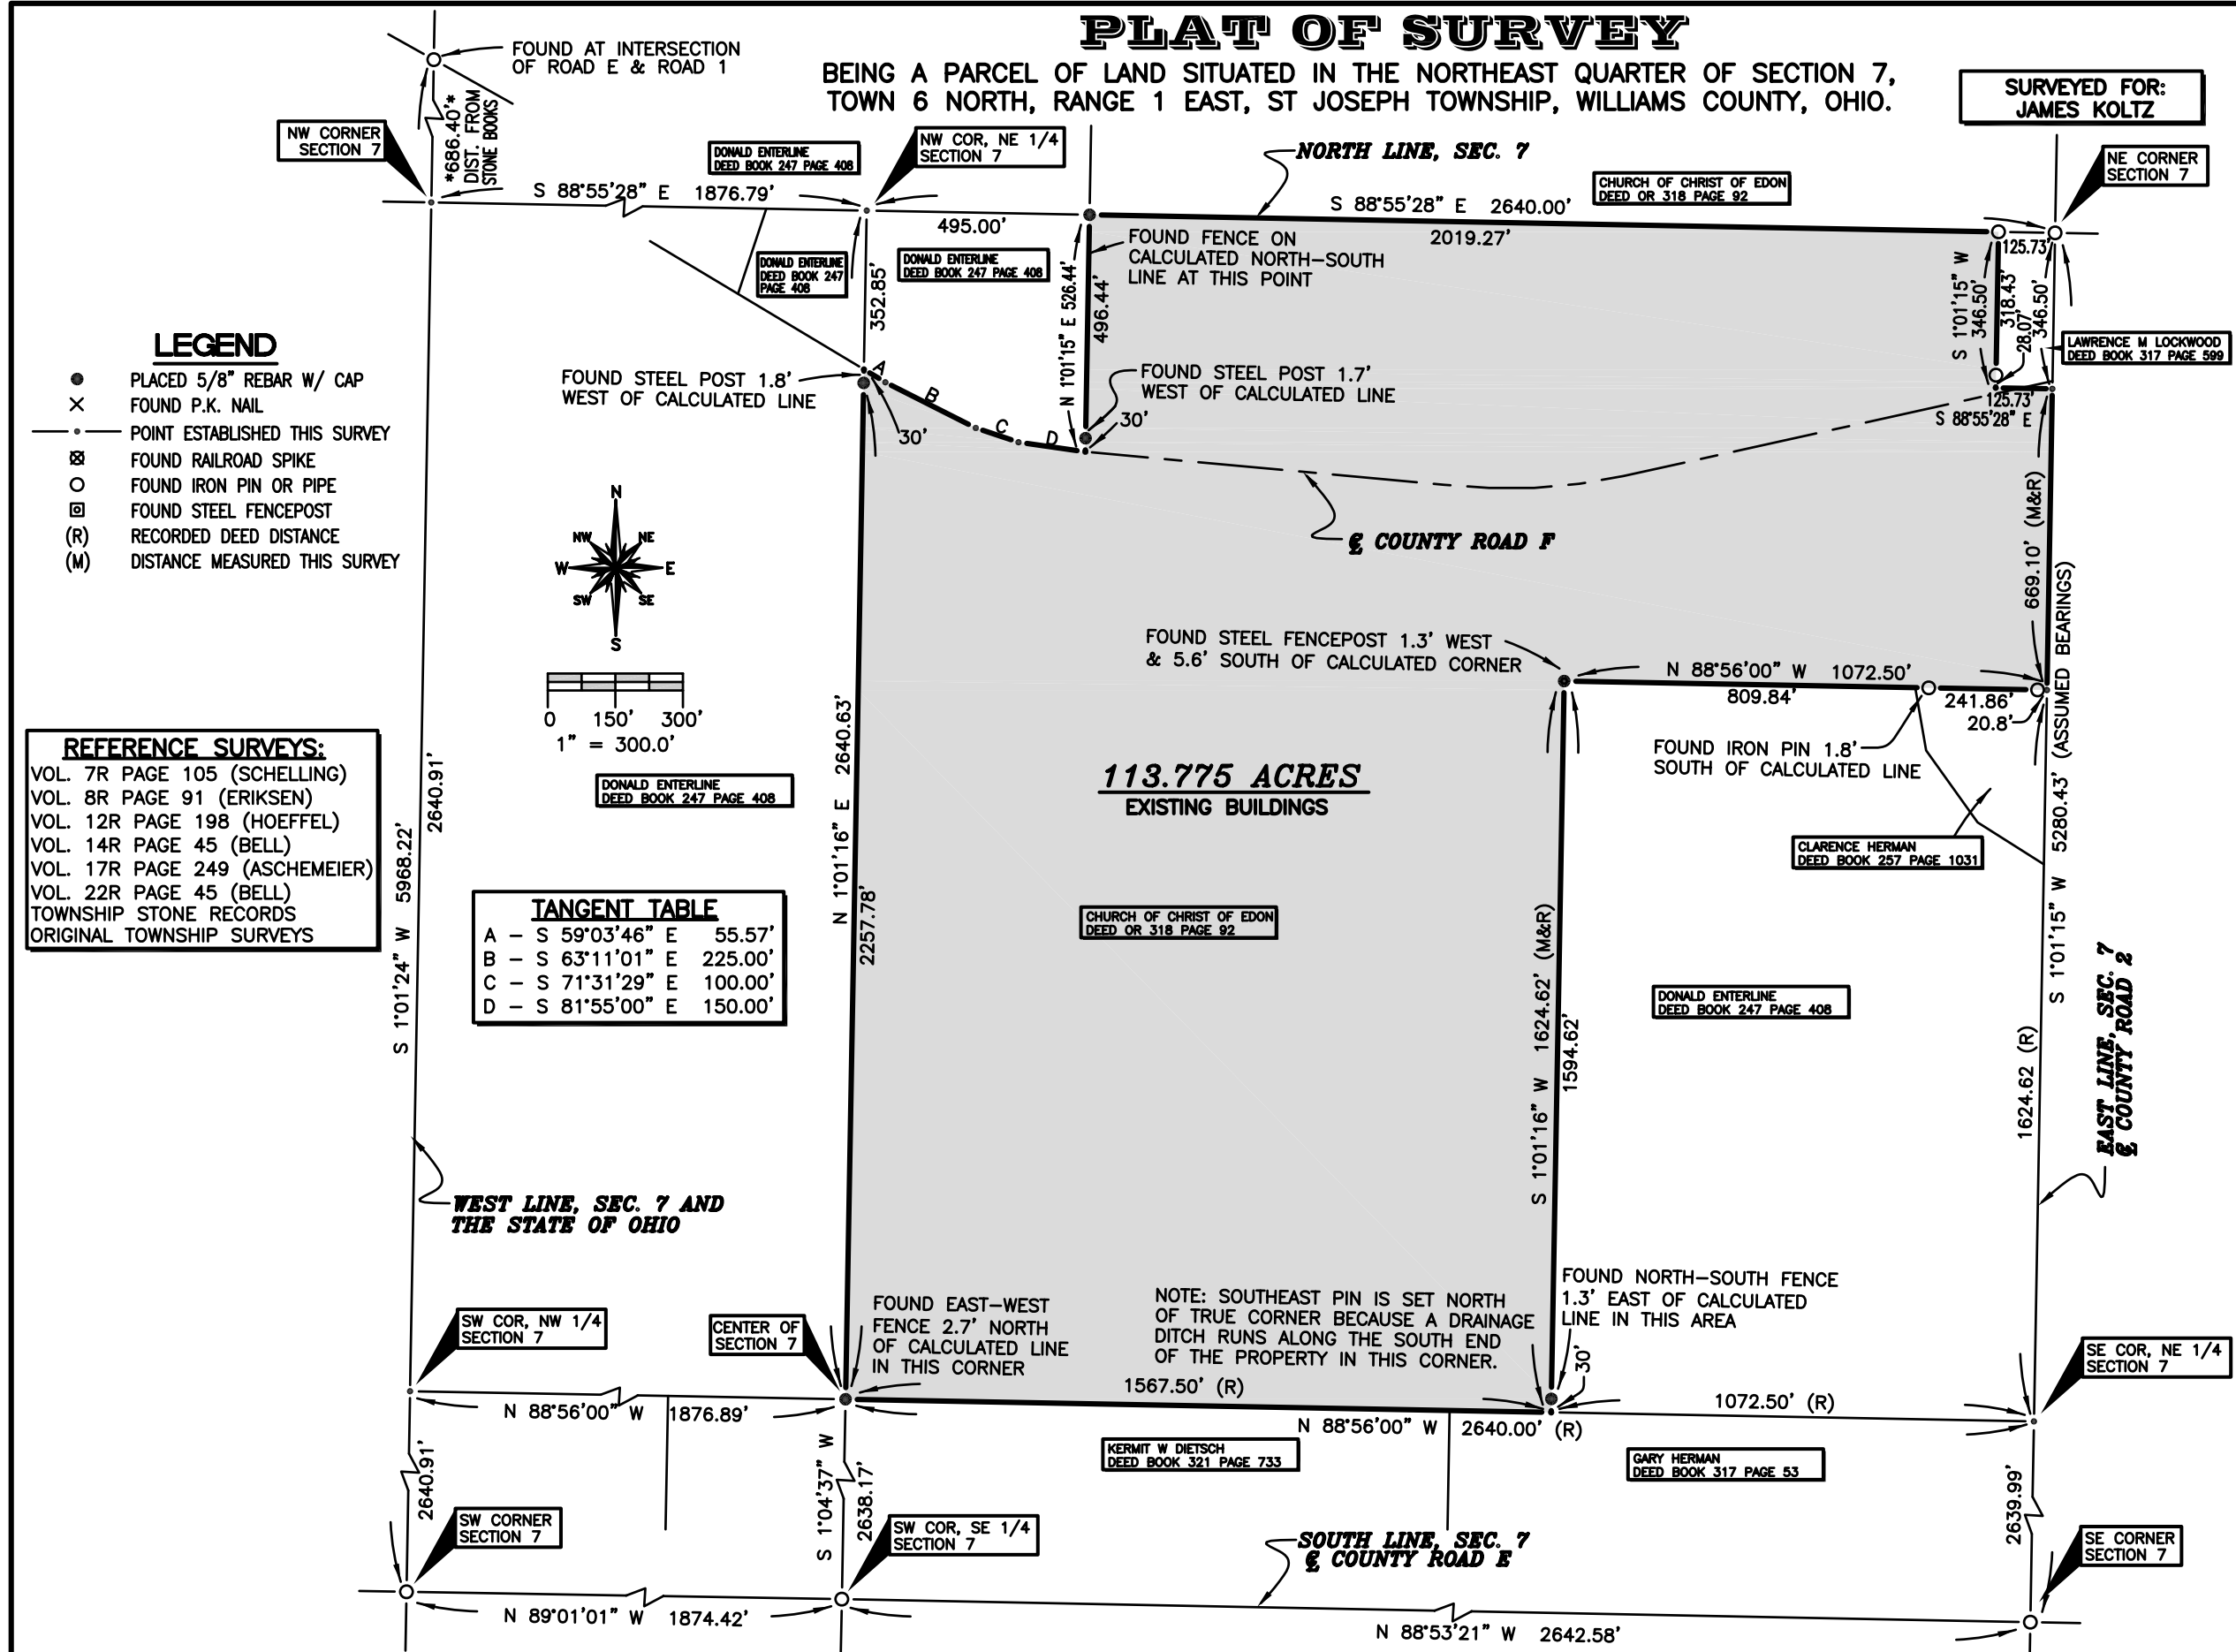 PLAT OF SURVEY
BEING A PARCEL OF LAND SITUATED IN THE NORTHEAST QUARTER OF SECTION 7,
TOWN 6 NORTH, RANGE 1 EAST, ST JOSEPH TOWNSHIP, WILLIAMS COUNTY, OHIO.
SURVEYED FOR:
JAMES KOLTZ
FOUND AT INTERSECTION
OF ROAD E & ROAD 1
*686.40'*
DIST. FROM
STONE BOOKS
NW CORNER
SECTION 7
DONALD ENTERLINE
DEED BOOK 247 PAGE 408
NW COR, NE 1/4
SECTION 7
NORTH LINE, SEC. 7
NE CORNER
SECTION 7
CHURCH OF CHRIST OF EDON
DEED OR 318 PAGE 92
S 88°55'28" E 1876.79'
495.00'
S 88°55'28" E 2640.00'
2019.27'
125.73'
DONALD ENTERLINE
DEED BOOK 247
PAGE 408
352.85'
DONALD ENTERLINE
DEED BOOK 247 PAGE 408
N 1°01'15" E 526.44'
496.44'
FOUND FENCE ON
CALCULATED NORTH-SOUTH
LINE AT THIS POINT
S 1°01'15" W
346.50'
318.43'
28.07'
346.50'
LAWRENCE M LOCKWOOD
DEED BOOK 317 PAGE 599
125.73'
S 88°55'28" E
LEGEND
PLACED 5/8" REBAR W/ CAP
FOUND P.K. NAIL
POINT ESTABLISHED THIS SURVEY
FOUND RAILROAD SPIKE
FOUND IRON PIN OR PIPE
FOUND STEEL FENCEPOST
(R) RECORDED DEED DISTANCE
(M) DISTANCE MEASURED THIS SURVEY
FOUND STEEL POST 1.8'
WEST OF CALCULATED LINE
A
B
C
D
30'
FOUND STEEL POST 1.7'
WEST OF CALCULATED LINE
30'
℄ COUNTY ROAD F
669.10' (M&R)
N
NE
E
SE
S
SW
W
NW
0 150' 300'
1" = 300.0'
FOUND STEEL FENCEPOST 1.3' WEST
& 5.6' SOUTH OF CALCULATED CORNER
N 88°56'00" W 1072.50'
809.84'
241.86'
20.8'
FOUND IRON PIN 1.8'
SOUTH OF CALCULATED LINE
S 1°01'15" W 5280.43' (ASSUMED BEARINGS)
REFERENCE SURVEYS:
VOL. 7R PAGE 105 (SCHELLING)
VOL. 8R PAGE 91 (ERIKSEN)
VOL. 12R PAGE 198 (HOEFFEL)
VOL. 14R PAGE 45 (BELL)
VOL. 17R PAGE 249 (ASCHEMEIER)
VOL. 22R PAGE 45 (BELL)
TOWNSHIP STONE RECORDS
ORIGINAL TOWNSHIP SURVEYS
S 1°01'24" W 5968.22'
2640.91'
DONALD ENTERLINE
DEED BOOK 247 PAGE 408
N 1°01'16" E 2640.63'
2257.78'
113.775 ACRES
EXISTING BUILDINGS
CLARENCE HERMAN
DEED BOOK 257 PAGE 1031
TANGENT TABLE
A - S 59°03'46" E 55.57'
B - S 63°11'01" E 225.00'
C - S 71°31'29" E 100.00'
D - S 81°55'00" E 150.00'
CHURCH OF CHRIST OF EDON
DEED OR 318 PAGE 92
S 1°01'16" W 1624.62' (M&R)
1594.62'
DONALD ENTERLINE
DEED BOOK 247 PAGE 408
1624.62 (R)
EAST LINE, SEC. 7
℄ COUNTY ROAD 2
WEST LINE, SEC. 7 AND
THE STATE OF OHIO
SW COR, NW 1/4
SECTION 7
CENTER OF
SECTION 7
FOUND EAST-WEST
FENCE 2.7' NORTH
OF CALCULATED LINE
IN THIS CORNER
NOTE: SOUTHEAST PIN IS SET NORTH
OF TRUE CORNER BECAUSE A DRAINAGE
DITCH RUNS ALONG THE SOUTH END
OF THE PROPERTY IN THIS CORNER.
FOUND NORTH-SOUTH FENCE
1.3' EAST OF CALCULATED
LINE IN THIS AREA
30'
SE COR, NE 1/4
SECTION 7
1567.50' (R)
1072.50' (R)
N 88°56'00" W 1876.89'
N 88°56'00" W 2640.00' (R)
2640.91'
S 1°04'37" W
2638.17'
KERMIT W DIETSCH
DEED BOOK 321 PAGE 733
GARY HERMAN
DEED BOOK 317 PAGE 53
2639.99'
SW CORNER
SECTION 7
SW COR, SE 1/4
SECTION 7
SOUTH LINE, SEC. 7
℄ COUNTY ROAD E
SE CORNER
SECTION 7
N 89°01'01" W 1874.42'
N 88°53'21" W 2642.58'